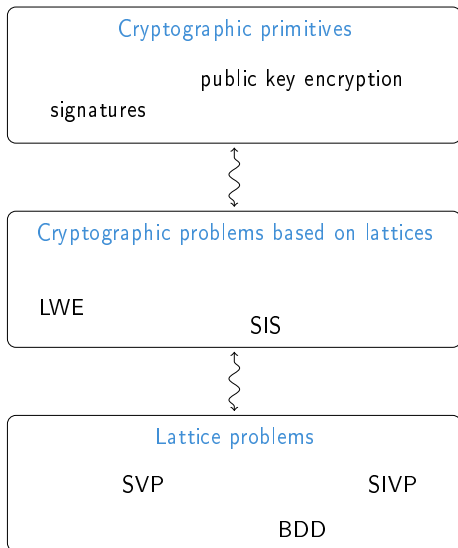 Cryptographic primitives
public key encryption
signatures
Cryptographic problems based on lattices
LWE
SIS
Lattice problems
SVP SIVP
BDD